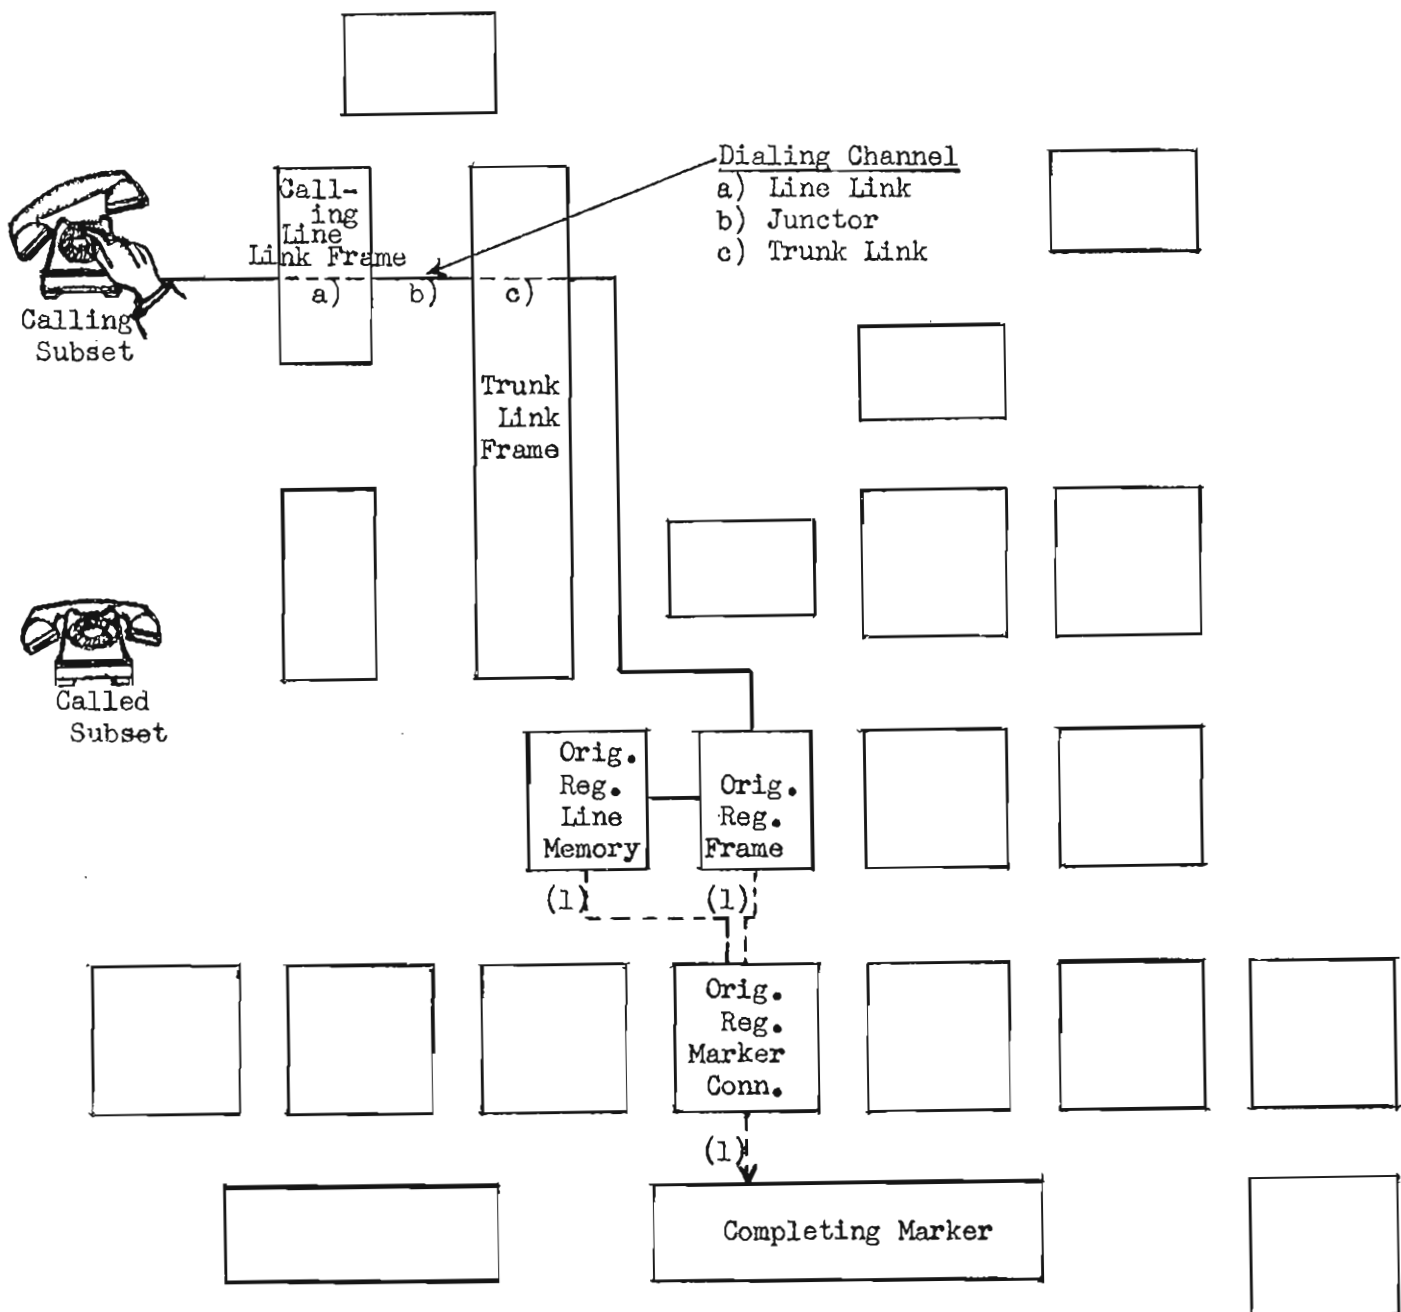 Dialing Channel
a) Line Link
b) Junctor
c) Trunk Link
Call-
ing
Line
Link Frame
a)
b)
c)
Calling
Subset
Trunk
Link
Frame
Called
Subset
Orig.
Reg.
Line
Memory
Orig.
Reg.
Frame
(1)
(1)
Orig.
Reg.
Marker
Conn.
(1)
Completing Marker